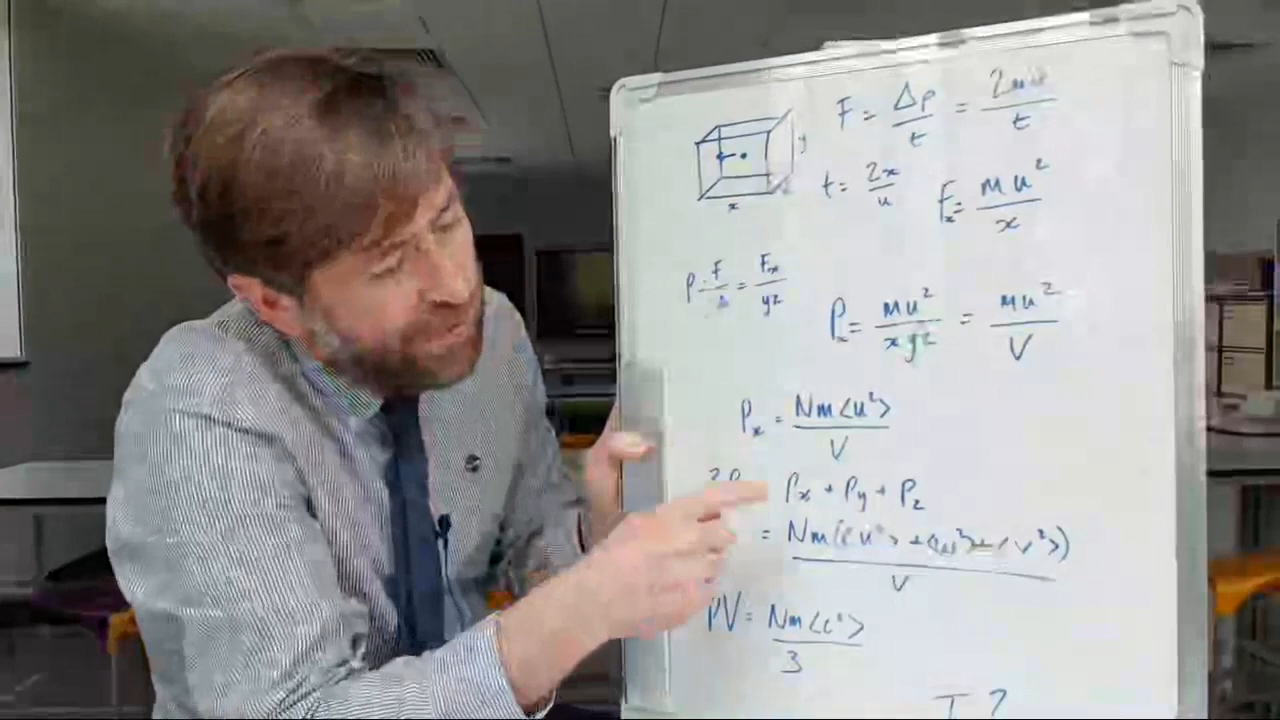 F = Δp/t = 2mu/t
x y
t = 2x/u Fx = mu²/x
P = F/A = Fx/yz
Px = mu²/xyz = mu²/V
Px = Nm<u²>/V
Px + Py + Pz
= Nm(<u²> + <w²> + <v²>)/V
PV = Nm<c²>/3
T ?